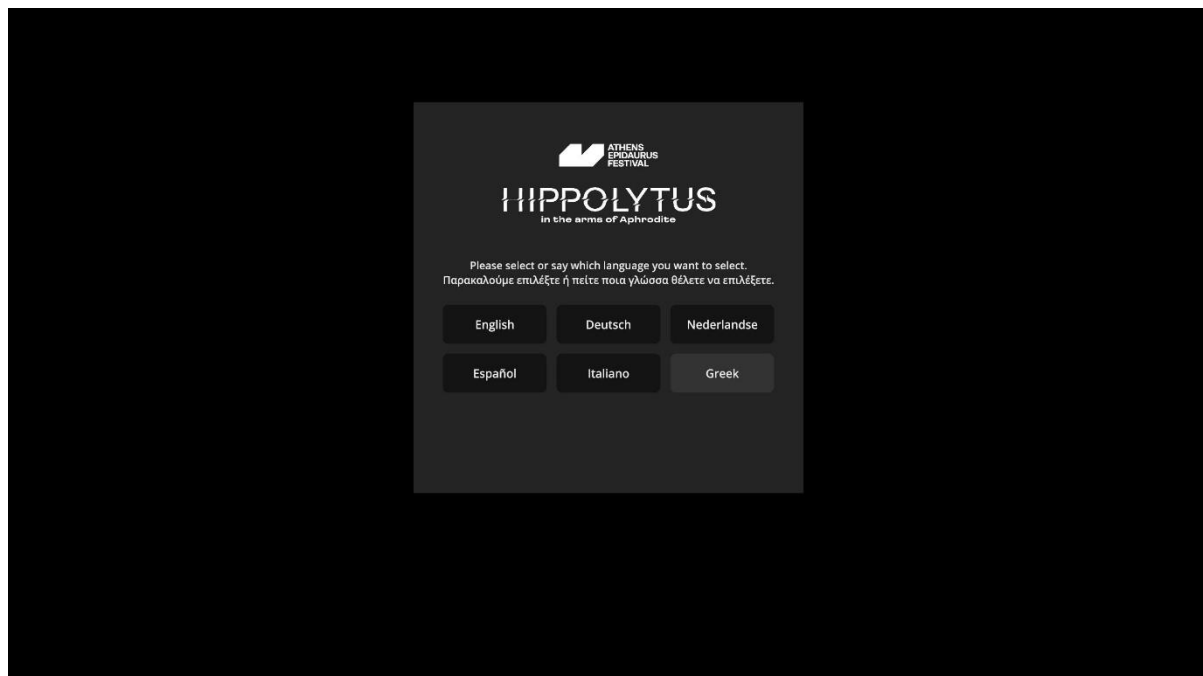 ATHENS
EPIDAURUS
FESTIVAL
HIPPOLYTUS
in the arms of Aphrodite
Please select or say which language you want to select.
Παρακαλούμε επιλέξτε ή πείτε ποια γλώσσα θέλετε να επιλέξετε.
English Deutsch Nederlandse
Español Italiano Greek